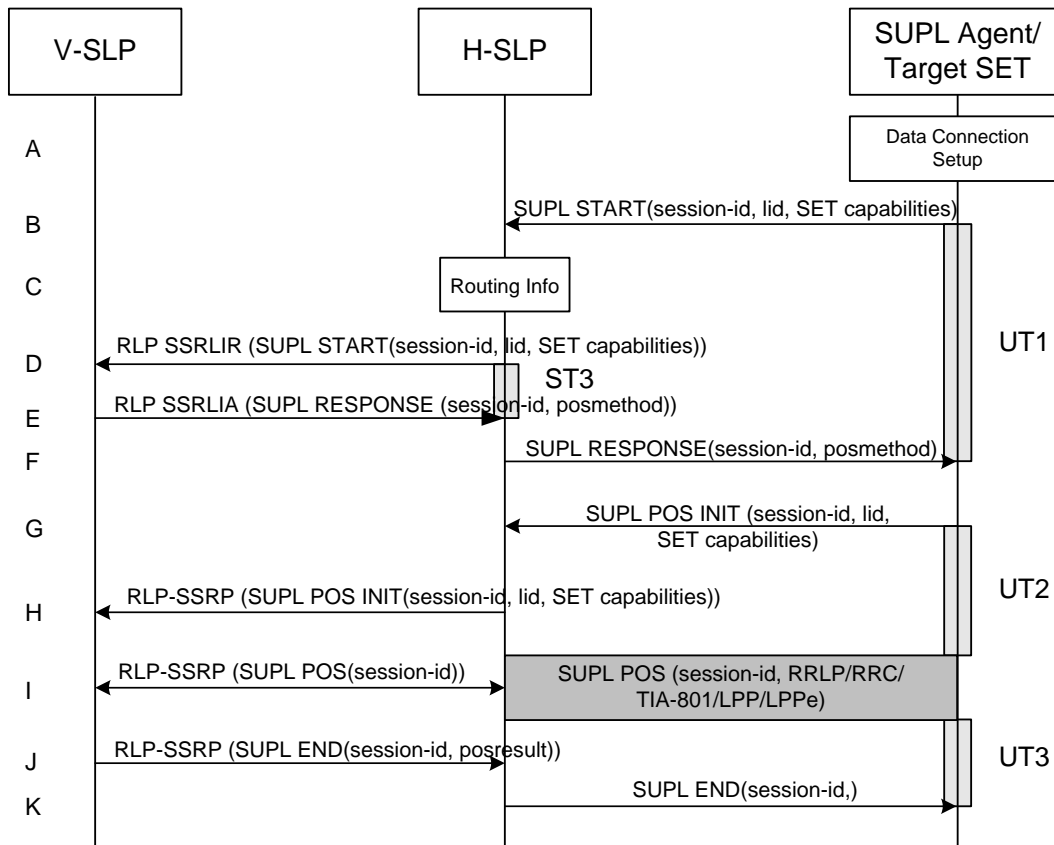 V-SLP
H-SLP
SUPL Agent/
Target SET
A
Data Connection
Setup
B
SUPL START(session-id, lid, SET capabilities)
C
Routing Info
UT1
D
RLP SSRLIR (SUPL START(session-id, lid, SET capabilities))
ST3
E
RLP SSRLIA (SUPL RESPONSE (session-id, posmethod))
F
SUPL RESPONSE(session-id, posmethod)
G
SUPL POS INIT (session-id, lid,
SET capabilities)
UT2
H
RLP-SSRP (SUPL POS INIT(session-id, lid, SET capabilities))
I
RLP-SSRP (SUPL POS(session-id))
SUPL POS (session-id, RRLP/RRC/
TIA-801/LPP/LPPe)
J
RLP-SSRP (SUPL END(session-id, posresult))
UT3
K
SUPL END(session-id,)